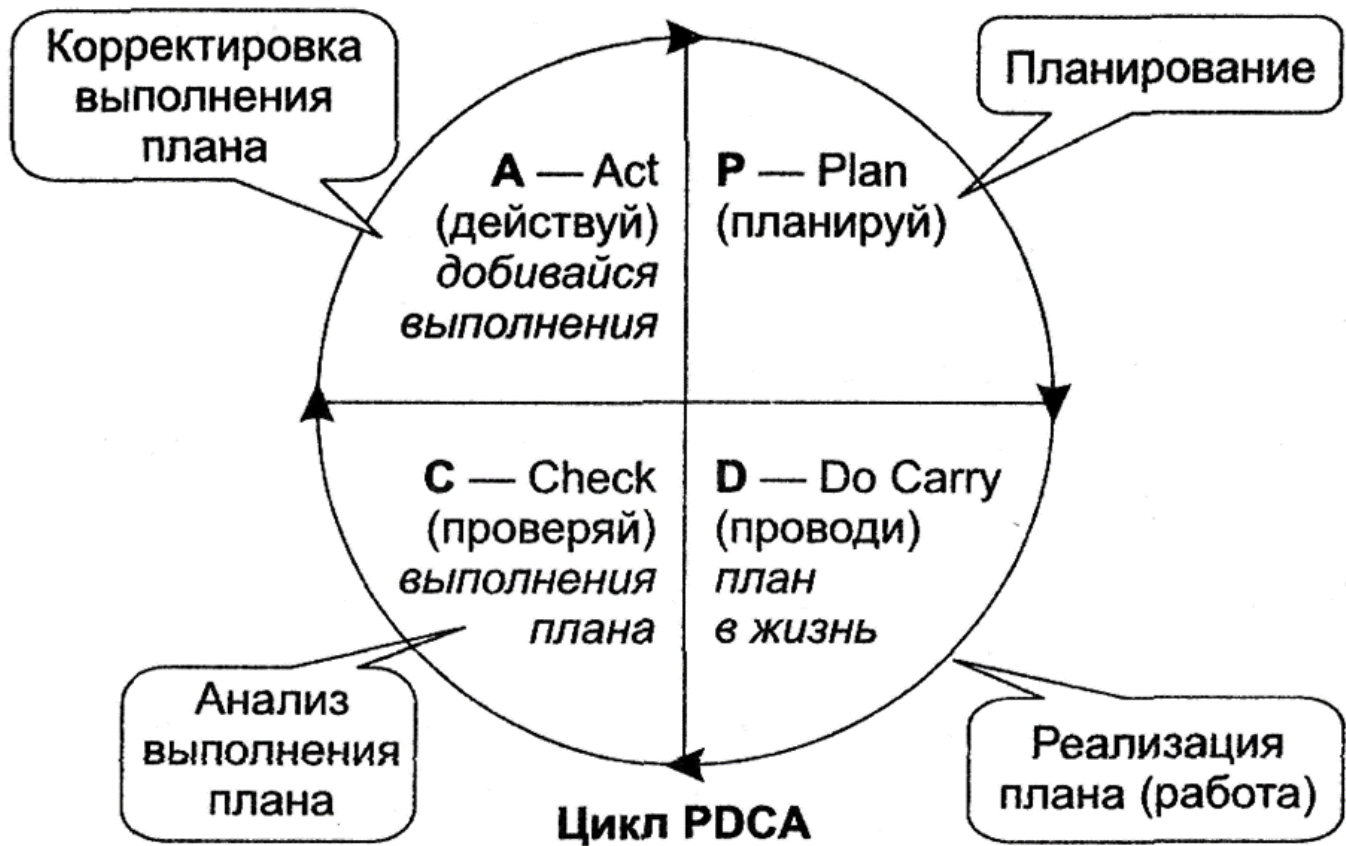 Корректировка
выполнения
плана
Планирование
A — Act
(действуй)
добивайся
выполнения
P — Plan
(планируй)
C — Check
(проверяй)
выполнения
плана
D — Do Carry
(проводи)
план
в жизнь
Анализ
выполнения
плана
Реализация
плана (работа)
Цикл PDCA